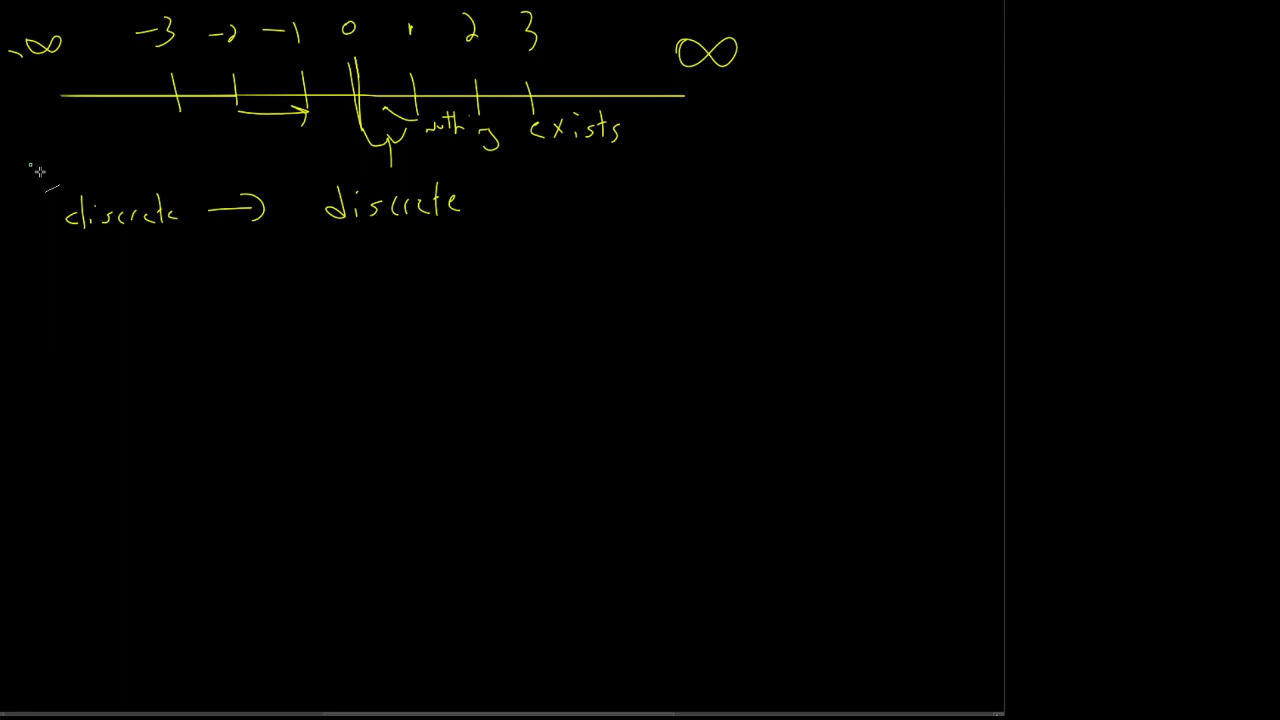 -∞ -3 -2 -1 0 1 2 3 ∞
nothing exists
discrete → discrete